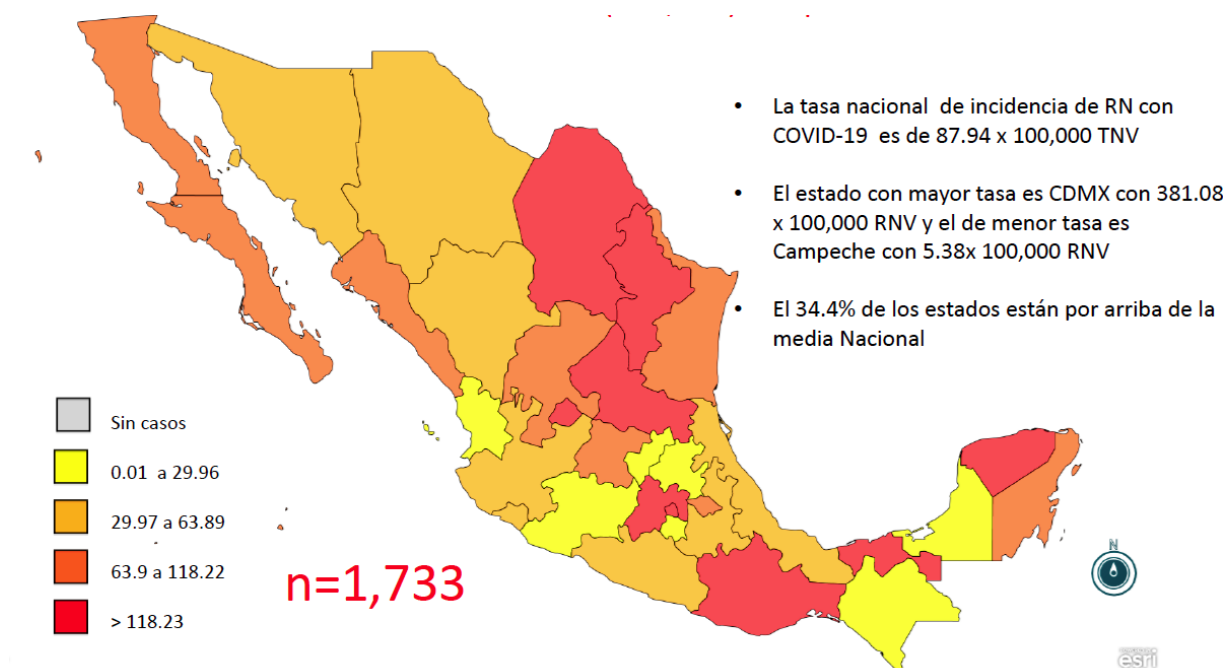 • La tasa nacional de incidencia de RN con
COVID-19 es de 87.94 x 100,000 TNV
• El estado con mayor tasa es CDMX con 381.08
x 100,000 RNV y el de menor tasa es
Campeche con 5.38x 100,000 RNV
• El 34.4% de los estados están por arriba de la
media Nacional
Sin casos
0.01 a 29.96
29.97 a 63.89
63.9 a 118.22
> 118.23
n=1,733
N
esri